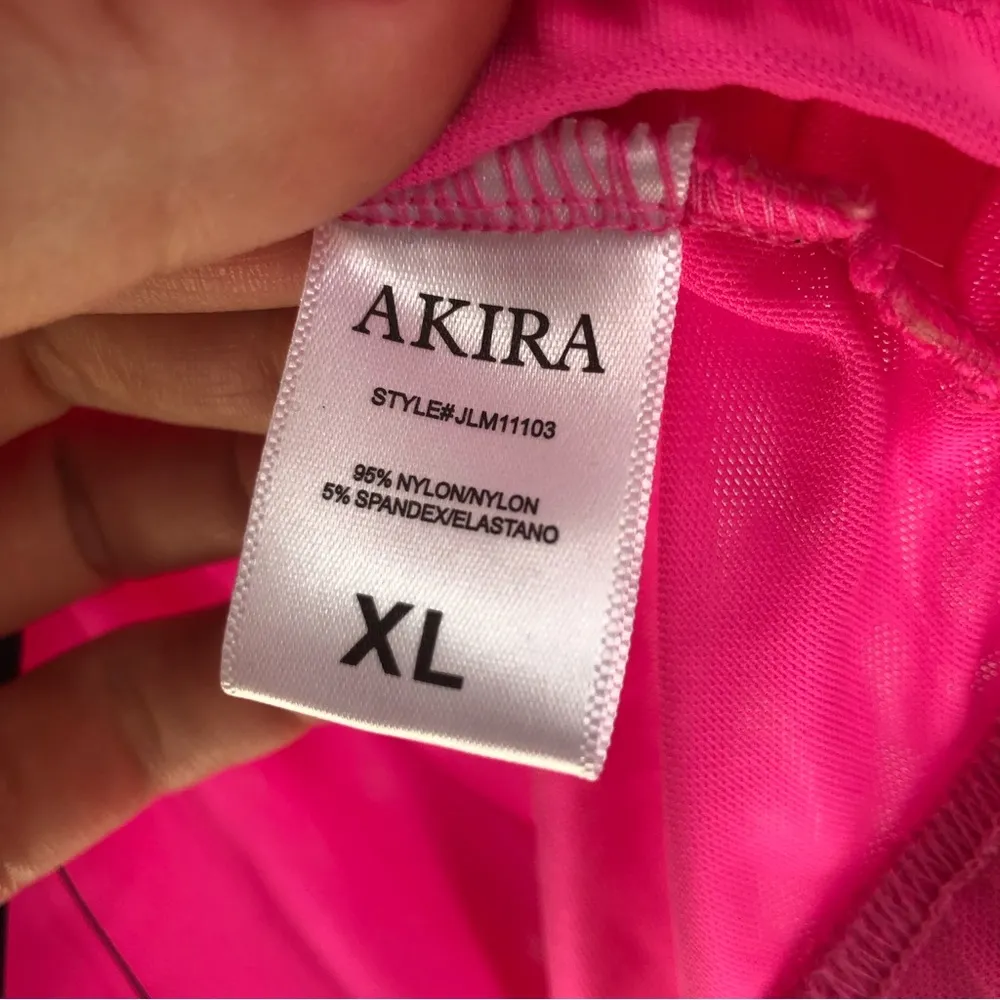 AKIRA
STYLE#JLM11103
95% NYLON/NYLON
5% SPANDEX/ELASTANO
XL